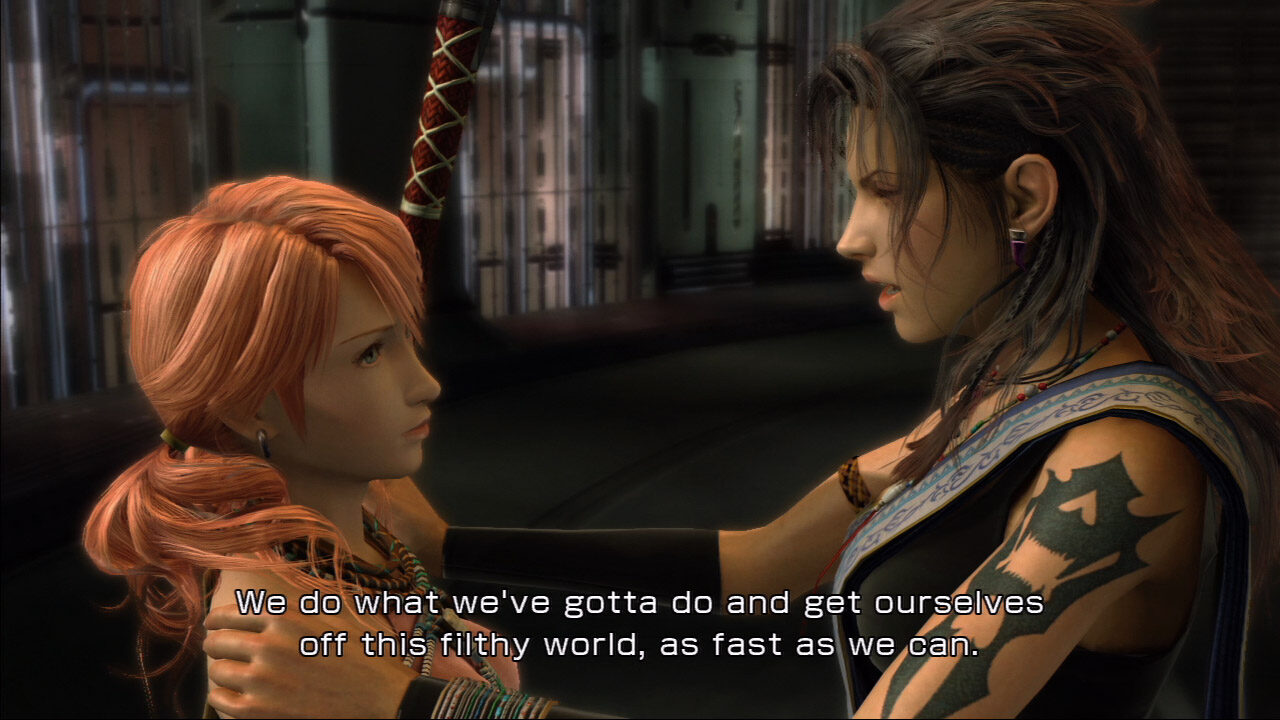 We do what we've gotta do and get ourselves
off this filthy world, as fast as we can.